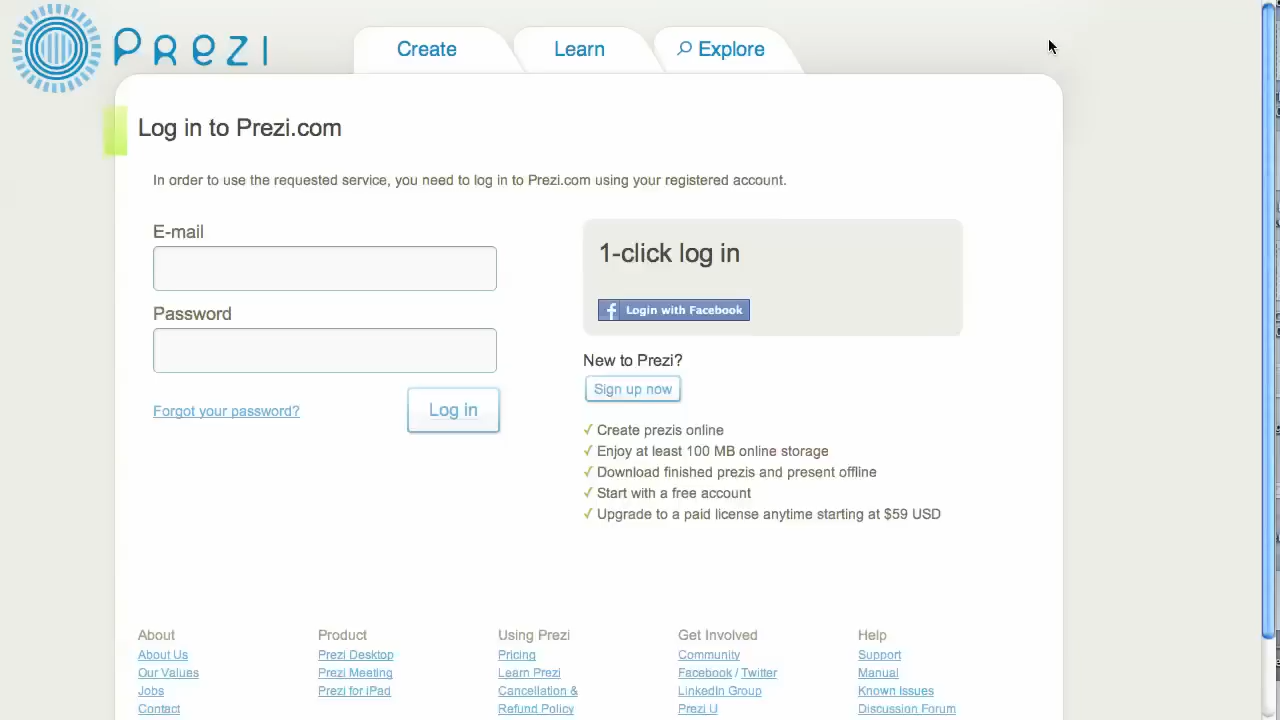 PREZI
Create
Learn
Explore
Log in to Prezi.com
In order to use the requested service, you need to log in to Prezi.com using your registered account.
E-mail
Password
Forgot your password?
Log in
1-click log in
f Login with Facebook
New to Prezi?
Sign up now
✓ Create prezis online
✓ Enjoy at least 100 MB online storage
✓ Download finished prezis and present offline
✓ Start with a free account
✓ Upgrade to a paid license anytime starting at $59 USD
About
About Us
Our Values
Jobs
Contact
Product
Prezi Desktop
Prezi Meeting
Prezi for iPad
Using Prezi
Pricing
Learn Prezi
Cancellation &
Refund Policy
Get Involved
Community
Facebook / Twitter
LinkedIn Group
Prezi U
Help
Support
Manual
Known Issues
Discussion Forum